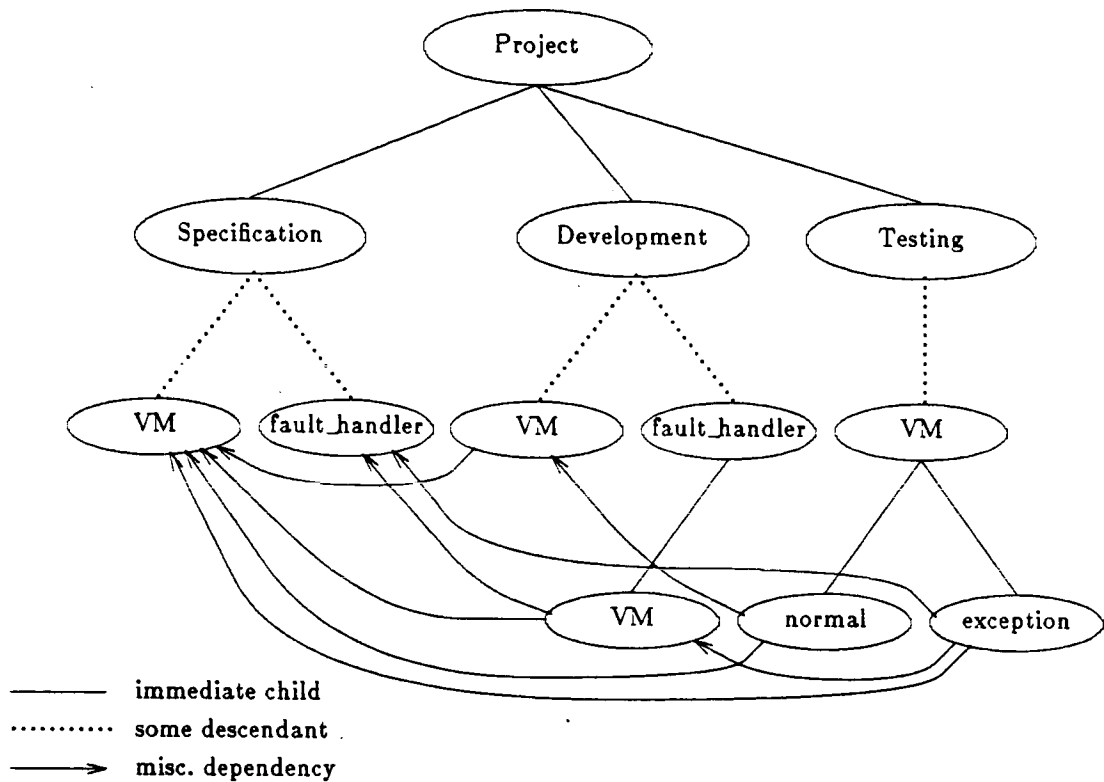 Project
Specification
Development
Testing
VM
fault_handler
VM
fault_handler
VM
VM
normal
exception
immediate child
some descendant
misc. dependency